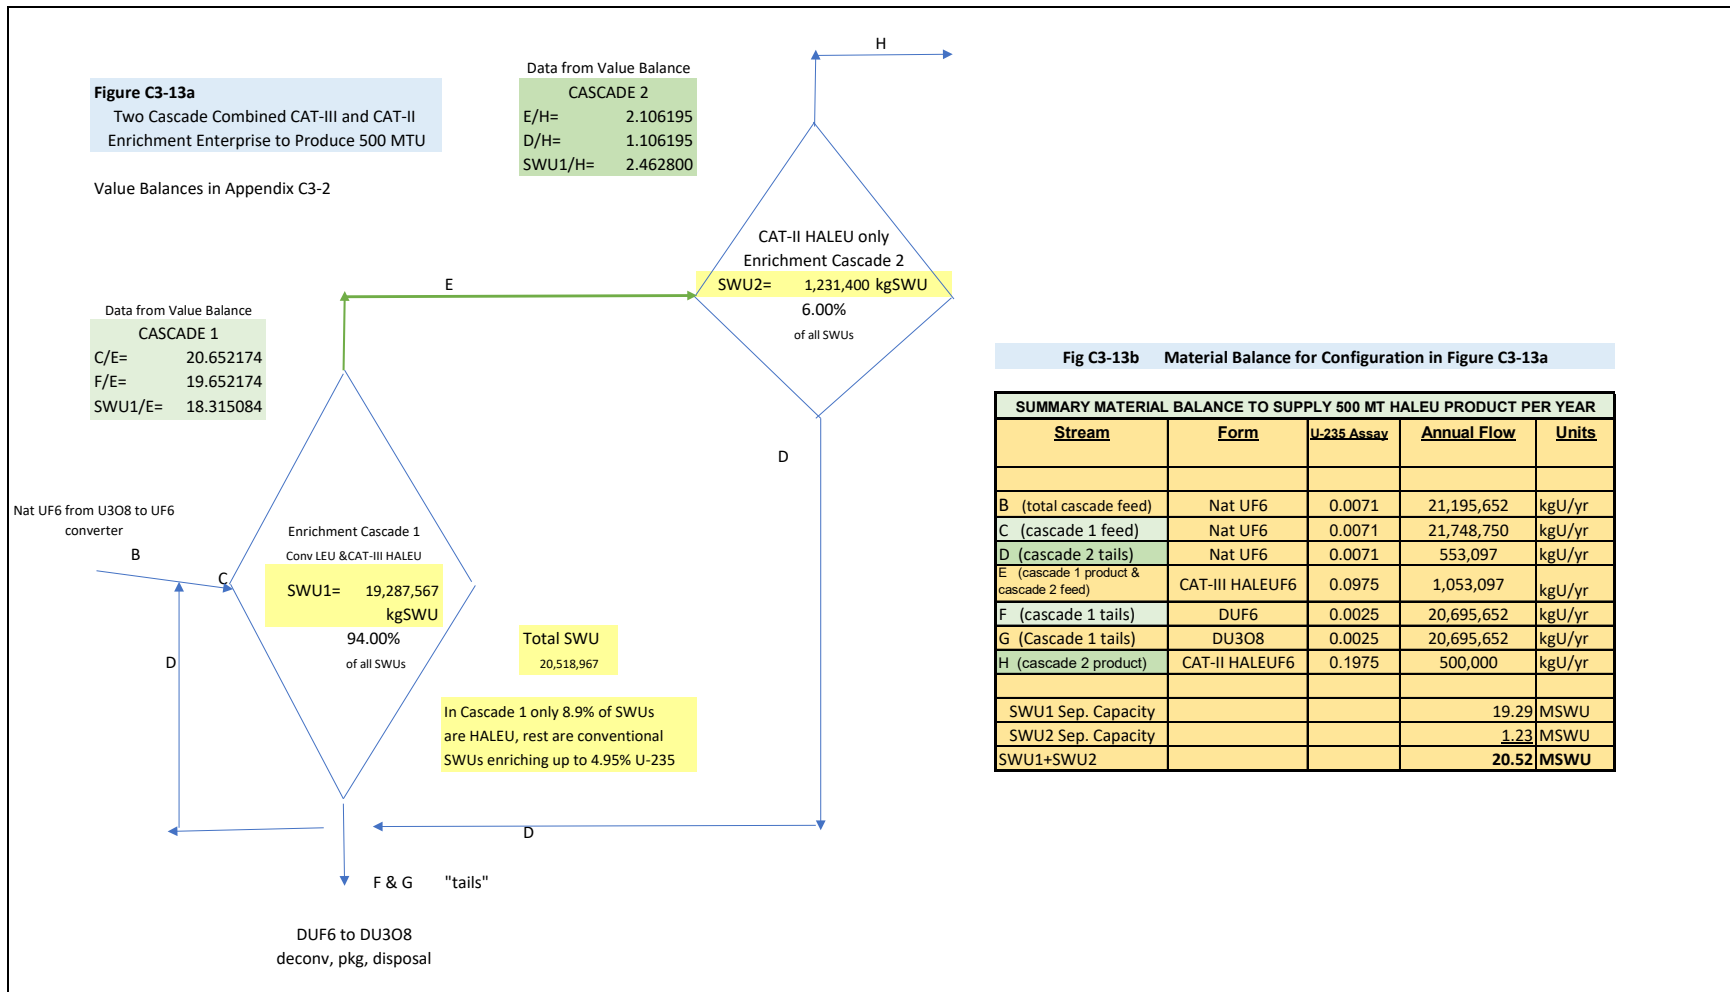 H
Figure C3-13a
Two Cascade Combined CAT-III and CAT-II
Enrichment Enterprise to Produce 500 MTU
Value Balances in Appendix C3-2
Data from Value Balance
CASCADE 2
E/H= 2.106195
D/H= 1.106195
SWU1/H= 2.462800
CAT-II HALEU only
Enrichment Cascade 2
SWU2= 1,231,400 kgSWU
6.00%
of all SWUs
E
Data from Value Balance
CASCADE 1
C/E= 20.652174
F/E= 19.652174
SWU1/E= 18.315084
D
Nat UF6 from U3O8 to UF6
converter
B
C
Enrichment Cascade 1
Conv LEU &CAT-III HALEU
SWU1= 19,287,567
kgSWU
94.00%
of all SWUs
D
Total SWU
20,518,967
In Cascade 1 only 8.9% of SWUs
are HALEU, rest are conventional
SWUs enriching up to 4.95% U-235
D
F & G "tails"
DUF6 to DU3O8
deconv, pkg, disposal
Fig C3-13b Material Balance for Configuration in Figure C3-13a
SUMMARY MATERIAL BALANCE TO SUPPLY 500 MT HALEU PRODUCT PER YEAR
Stream Form U-235 Assay Annual Flow Units
B (total cascade feed) Nat UF6 0.0071 21,195,652 kgU/yr
C (cascade 1 feed) Nat UF6 0.0071 21,748,750 kgU/yr
D (cascade 2 tails) Nat UF6 0.0071 553,097 kgU/yr
E (cascade 1 product &
cascade 2 feed) CAT-III HALEUF6 0.0975 1,053,097 kgU/yr
F (cascade 1 tails) DUF6 0.0025 20,695,652 kgU/yr
G (Cascade 1 tails) DU3O8 0.0025 20,695,652 kgU/yr
H (cascade 2 product) CAT-II HALEUF6 0.1975 500,000 kgU/yr
SWU1 Sep. Capacity 19.29 MSWU
SWU2 Sep. Capacity 1.23 MSWU
SWU1+SWU2 20.52 MSWU